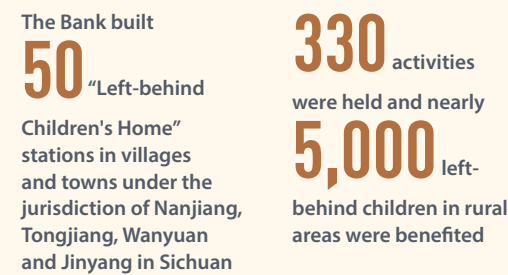 The Bank built
50 “Left-behind
Children's Home”
stations in villages
and towns under the
jurisdiction of Nanjiang,
Tongjiang, Wanyuan
and Jinyang in Sichuan
330 activities
were held and nearly
5,000 left-
behind children in rural
areas were benefited